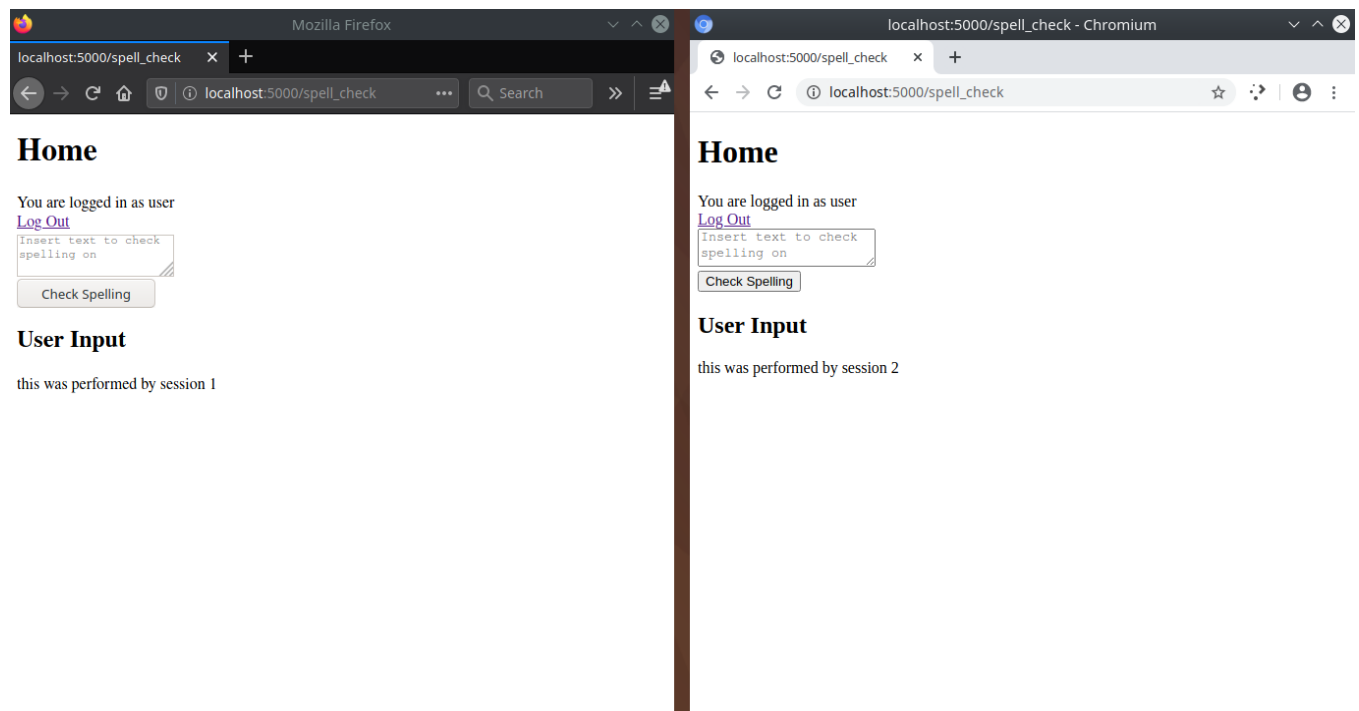 Mozilla Firefox
localhost:5000/spell_check
localhost:5000/spell_check
Search
Home
You are logged in as user
Log Out
Insert text to check
spelling on
Check Spelling
User Input
this was performed by session 1
localhost:5000/spell_check - Chromium
localhost:5000/spell_check
localhost:5000/spell_check
Home
You are logged in as user
Log Out
Insert text to check
spelling on
Check Spelling
User Input
this was performed by session 2